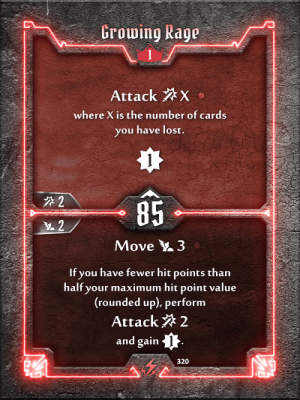 Growing Rage
1
Attack X
where X is the number of cards
you have lost.
1
2
85
2
Move 3
If you have fewer hit points than
half your maximum hit point value
(rounded up), perform
Attack 2
and gain 1.
320